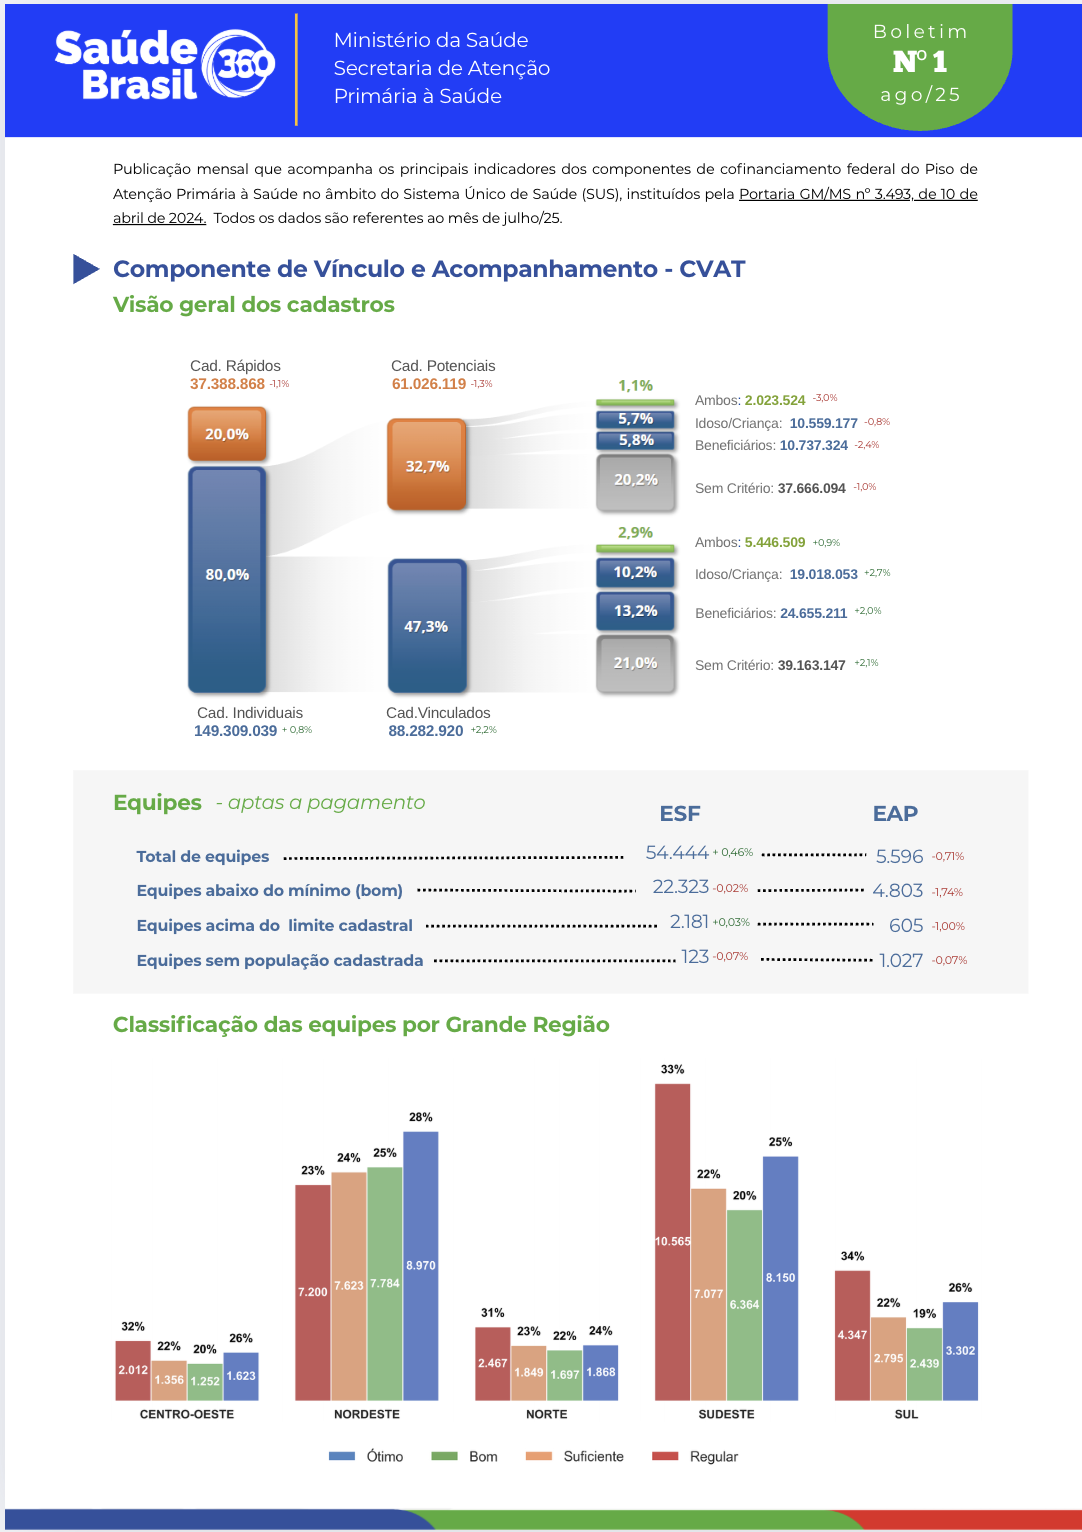 Saúde
Brasil
360
Ministério da Saúde
Secretaria de Atenção
Primária à Saúde
Boletim
Nº 1
ago/25
Publicação mensal que acompanha os principais indicadores dos componentes de cofinanciamento federal do Piso de
Atenção Primária à Saúde no âmbito do Sistema Único de Saúde (SUS), instituídos pela Portaria GM/MS nº 3.493, de 10 de
abril de 2024. Todos os dados são referentes ao mês de julho/25.
Componente de Vínculo e Acompanhamento - CVAT
Visão geral dos cadastros
Cad. Rápidos
37.388.868 -1,1%
20,0%
80,0%
Cad. Individuais
149.309.039 + 0,8%
Cad. Potenciais
61.026.119 -1,3%
32,7%
47,3%
Cad.Vinculados
88.282.920 +2,2%
1,1%
Ambos: 2.023.524 -3,0%
5,7%
Idoso/Criança: 10.559.177 -0,8%
5,8%
Beneficiários: 10.737.324 -2,4%
20,2%
Sem Critério: 37.666.094 -1,0%
2,9%
Ambos: 5.446.509 +0,9%
10,2%
Idoso/Criança: 19.018.053 +2,7%
13,2%
Beneficiários: 24.655.211 +2,0%
21,0%
Sem Critério: 39.163.147 +2,1%
Equipes - aptas a pagamento
ESF EAP
Total de equipes 54.444 + 0,46% 5.596 -0,71%
Equipes abaixo do mínimo (bom) 22.323 -0,02% 4.803 -1,74%
Equipes acima do limite cadastral 2.181 +0,03% 605 -1,00%
Equipes sem população cadastrada 123 -0,07% 1.027 -0,07%
Classificação das equipes por Grande Região
32% 22% 20% 26%
2.012 1.356 1.252 1.623
CENTRO-OESTE
23% 24% 25% 28%
7.200 7.623 7.784 8.970
NORDESTE
31% 23% 22% 24%
2.467 1.849 1.697 1.868
NORTE
33% 22% 20% 25%
10.565 7.077 6.364 8.150
SUDESTE
34% 22% 19% 26%
4.347 2.795 2.439 3.302
SUL
Ótimo Bom Suficiente Regular